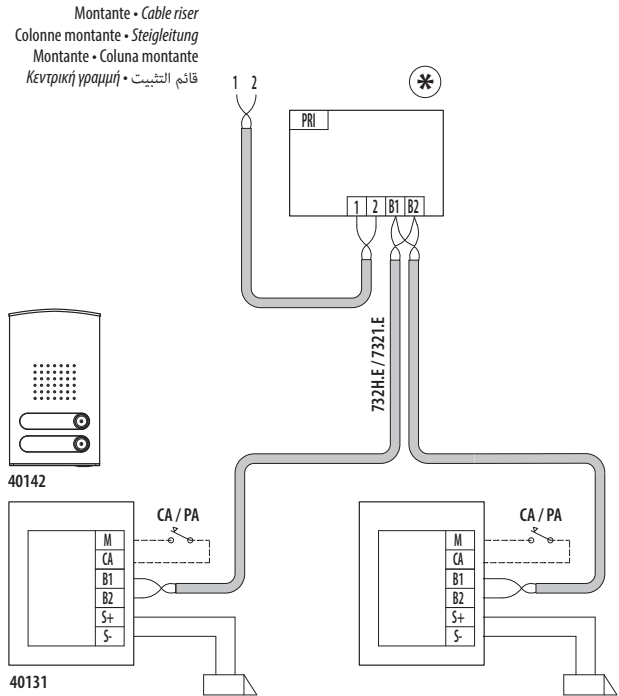 Montante • Cable riser
Colonne montante • Steigleitung
Montante • Coluna montante
Κεντρική γραμμή • قائم التثبيت
1 2
*
PRI
1 2 B1 B2
732H.E / 7321.E
40142
CA / PA
M
CA
B1
B2
S+
S-
40131
CA / PA
M
CA
B1
B2
S+
S-